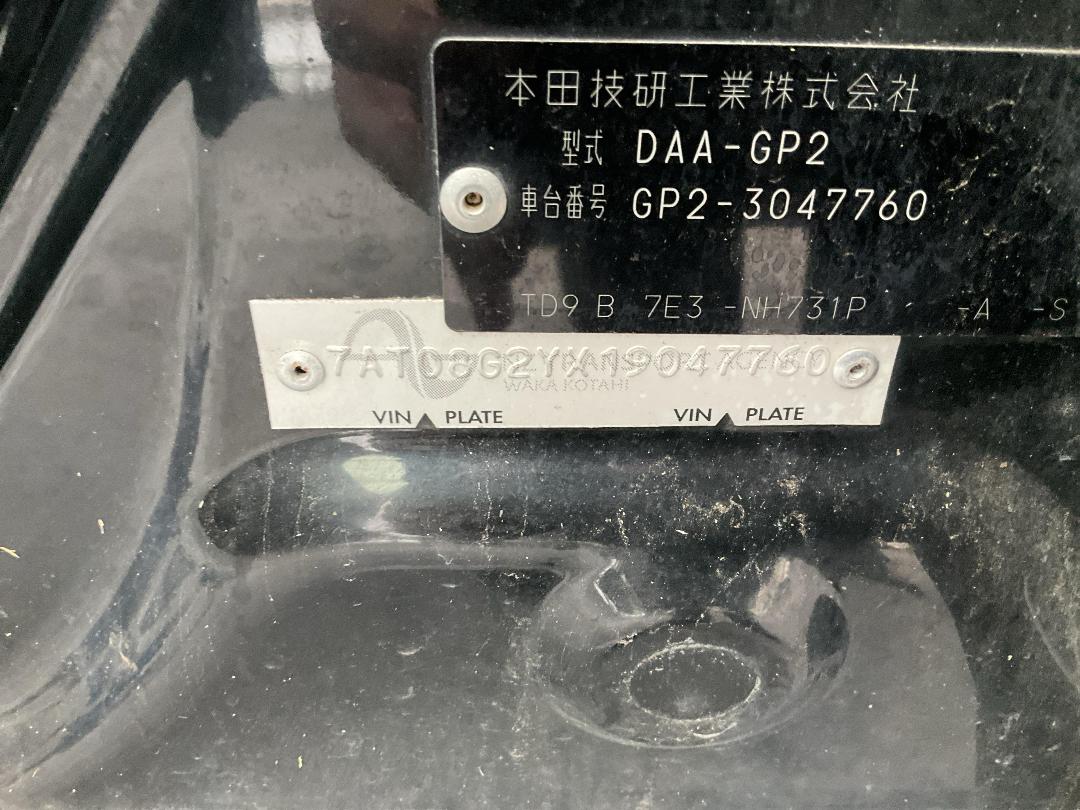 本田技研工業株式会社
型式 DAA-GP2
車台番号 GP2-3047760
TD9 B 7E3 -NH731P -A -S
7AT08G2YX19047760
WAKA KOTAHI
VIN PLATE VIN PLATE